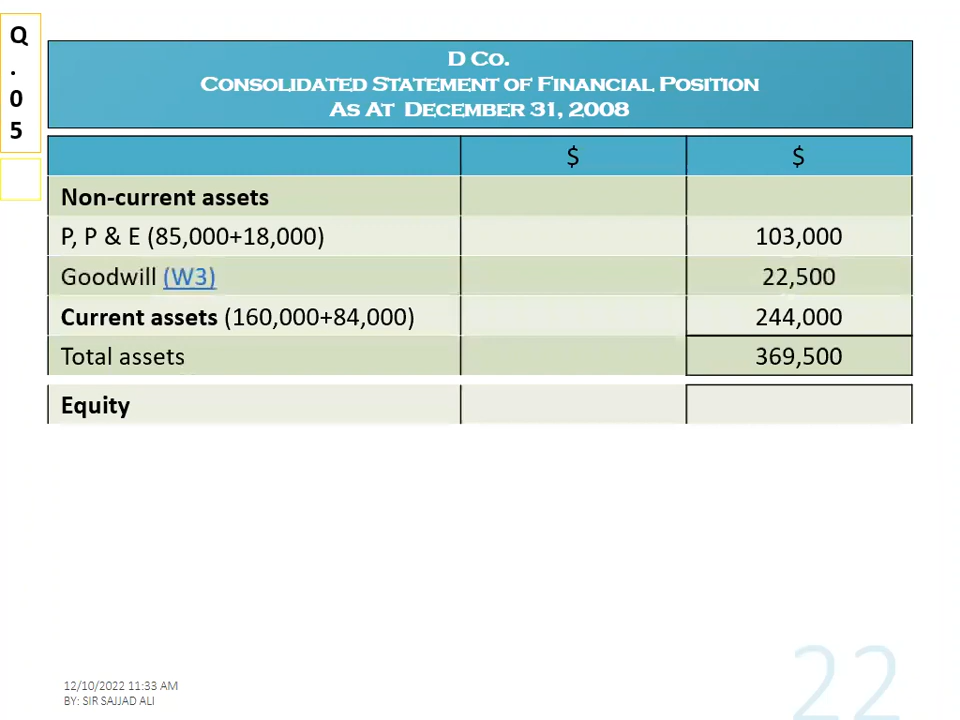 Q
.
0
5
D Co.
Consolidated Statement of Financial Position
As At December 31, 2008
$ $
Non-current assets
P, P & E (85,000+18,000) 103,000
Goodwill (W3) 22,500
Current assets (160,000+84,000) 244,000
Total assets 369,500
Equity
12/10/2022 11:33 AM
BY: SIR SAJJAD ALI
22